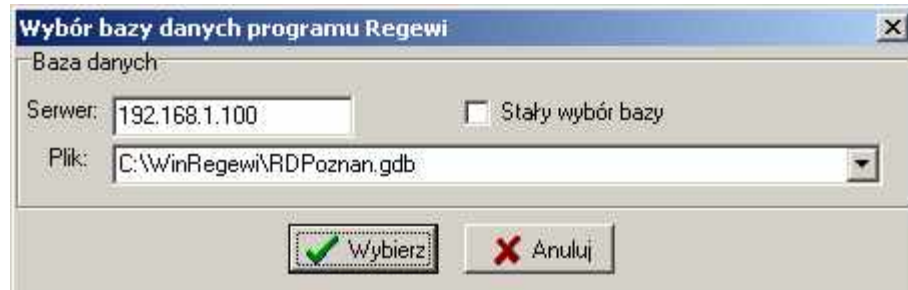 Wybór bazy danych programu Regewi
Baza danych
Serwer: 192.168.1.100 Stały wybór bazy
Plik: C:\WinRegewi\RDPoznan.gdb
Wybierz Anuluj